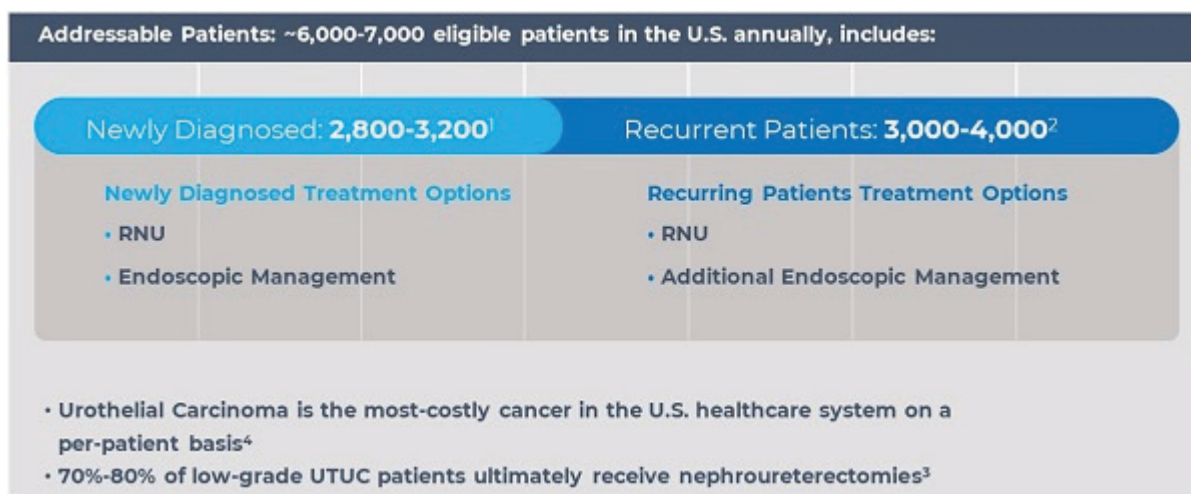 Addressable Patients: ~6,000-7,000 eligible patients in the U.S. annually, includes:
Newly Diagnosed: 2,800-3,200¹
Recurrent Patients: 3,000-4,000²
Newly Diagnosed Treatment Options
• RNU
• Endoscopic Management
Recurring Patients Treatment Options
• RNU
• Additional Endoscopic Management
• Urothelial Carcinoma is the most-costly cancer in the U.S. healthcare system on a
per-patient basis⁴
• 70%-80% of low-grade UTUC patients ultimately receive nephroureterectomies³